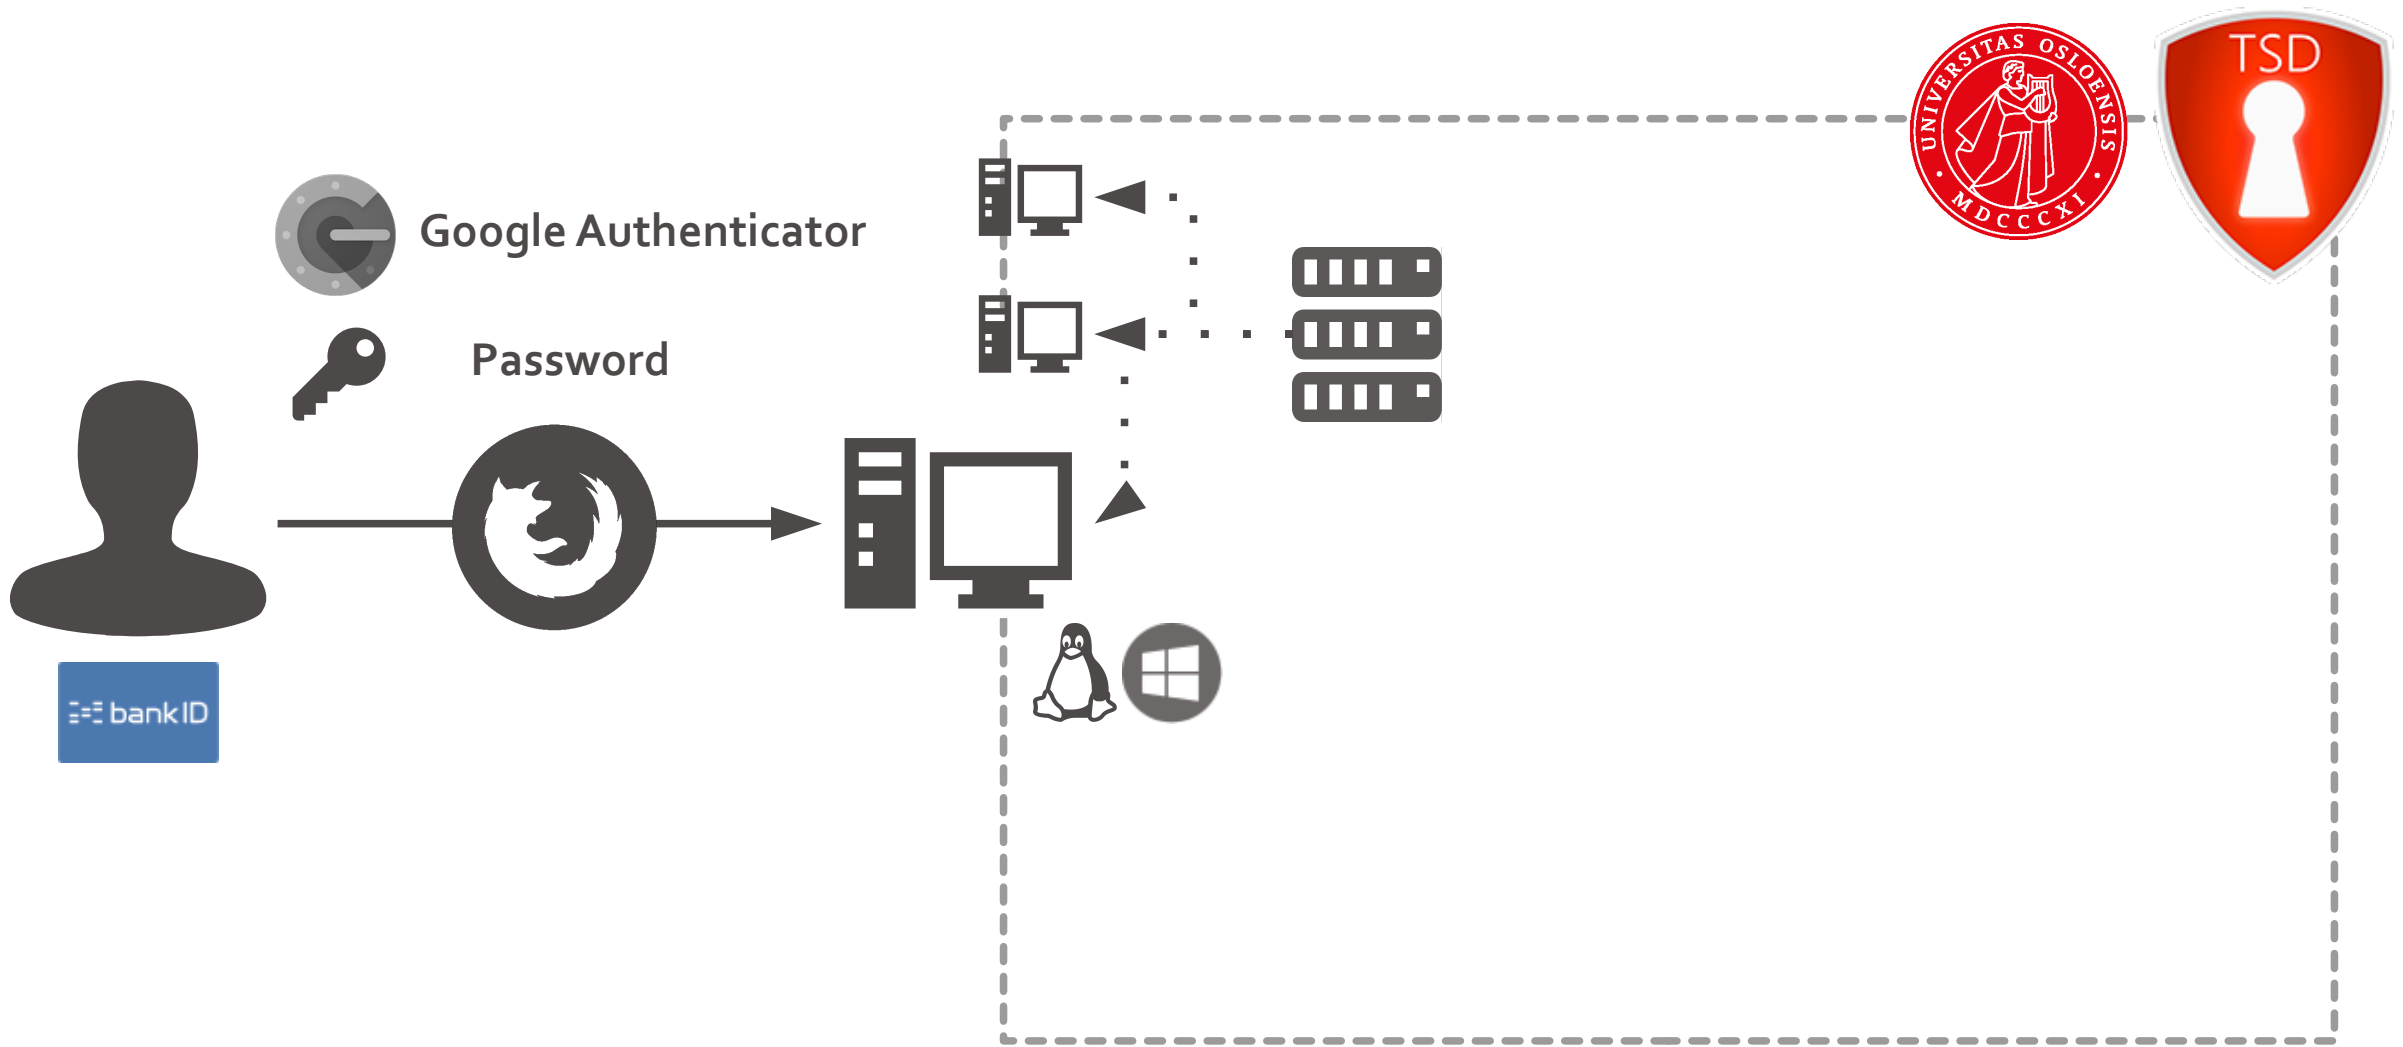 UNIVERSITAS OSLOENSIS
MDCCCXI
TSD
Google Authenticator
Password
bankID